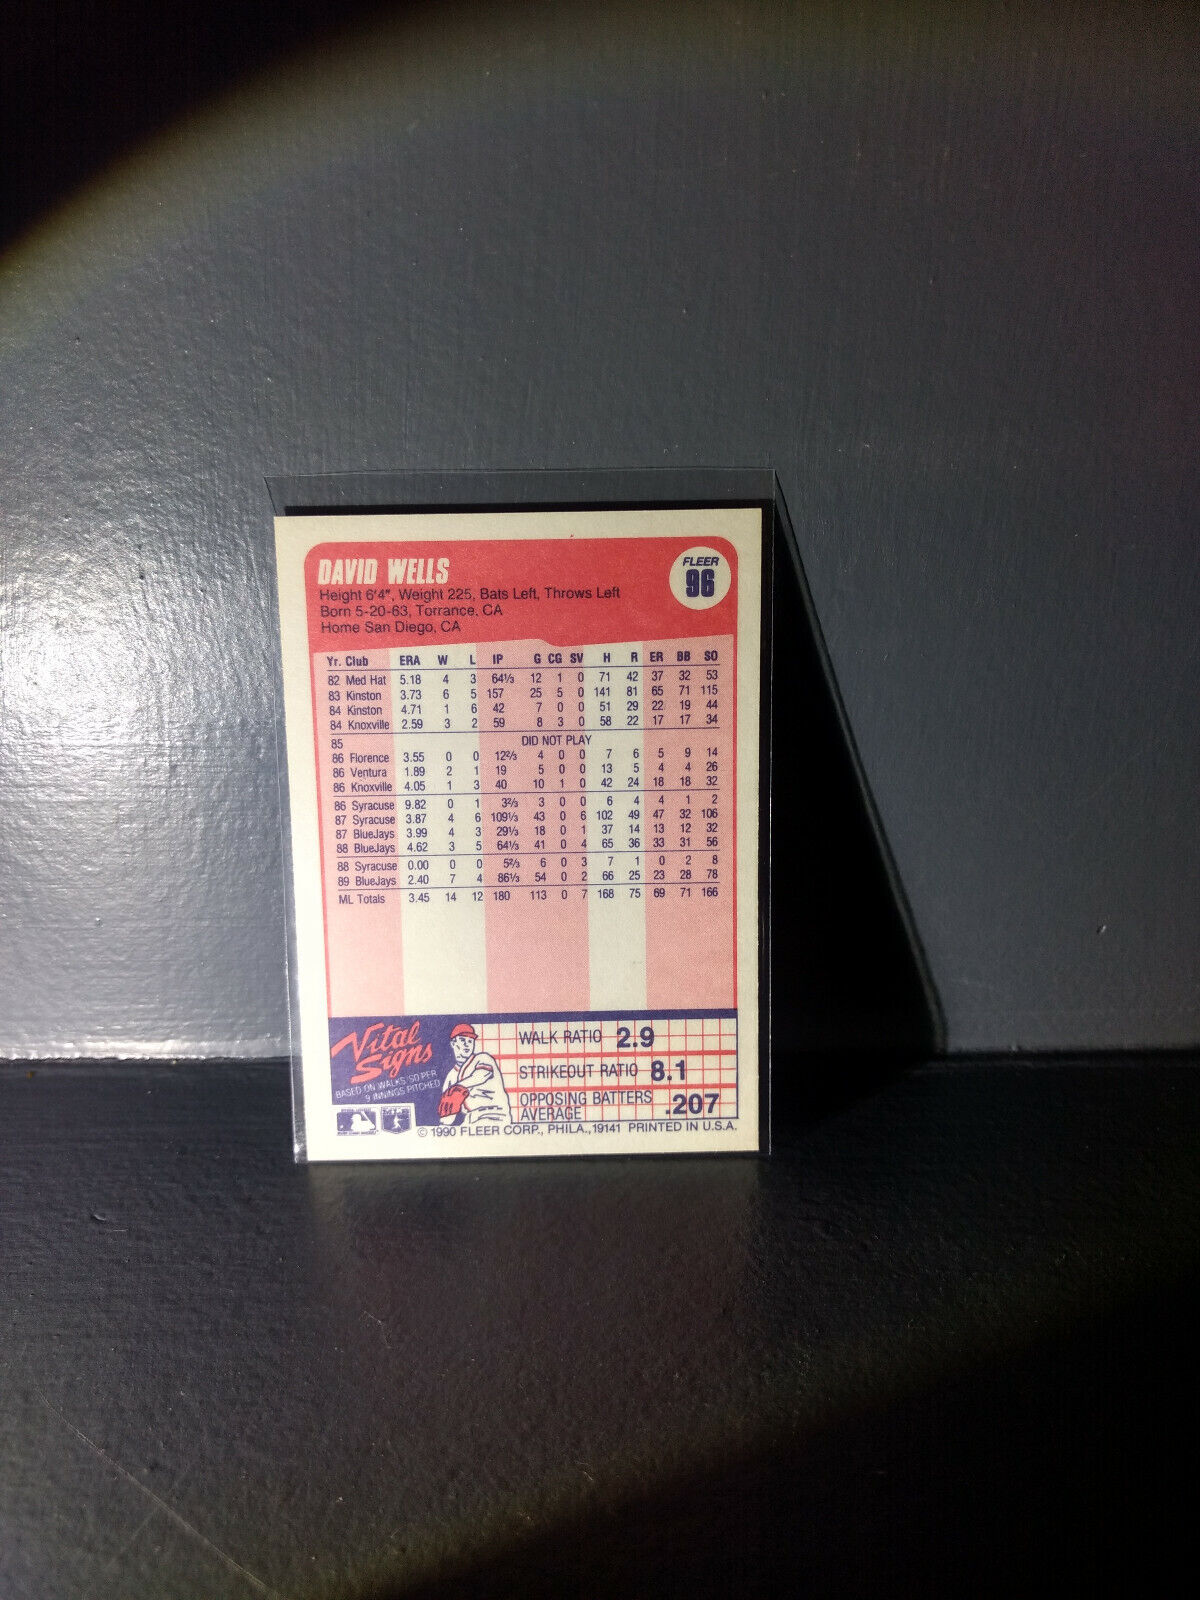 DAVID WELLS
FLEER
96
Height 6'4", Weight 225, Bats Left, Throws Left
Born 5-20-63, Torrance, CA
Home San Diego, CA
Yr. Club ERA W L IP G CG SV H R ER BB SO
82 Med Hat 5.18 4 3 64⅓ 12 1 0 71 42 37 32 53
83 Kinston 3.73 6 5 157 25 5 0 141 81 65 71 115
84 Kinston 4.71 1 6 42 7 0 0 51 29 22 19 44
84 Knoxville 2.59 3 2 59 8 3 0 58 22 17 17 34
85 DID NOT PLAY
86 Florence 3.55 0 0 12⅔ 4 0 0 7 6 5 9 14
86 Ventura 1.89 2 1 19 5 0 0 13 5 4 4 26
86 Knoxville 4.05 1 3 40 10 1 0 42 24 18 18 32
86 Syracuse 9.82 0 1 3⅔ 3 0 0 6 4 4 1 2
87 Syracuse 3.87 4 6 109⅓ 43 0 6 102 49 47 32 106
87 BlueJays 3.99 4 3 29⅓ 18 0 1 37 14 13 12 32
88 BlueJays 4.62 3 5 64⅓ 41 0 4 65 36 33 31 56
88 Syracuse 0.00 0 0 5⅔ 6 0 3 7 1 0 2 8
89 BlueJays 2.40 7 4 86⅓ 54 0 2 66 25 23 28 78
ML Totals 3.45 14 12 180 113 0 7 168 75 69 71 166
Vital
Signs
BASED ON WALKS/SO PER
9 INNINGS PITCHED
WALK RATIO 2.9
STRIKEOUT RATIO 8.1
OPPOSING BATTERS
AVERAGE .207
© 1990 FLEER CORP., PHILA., 19141 PRINTED IN U.S.A.